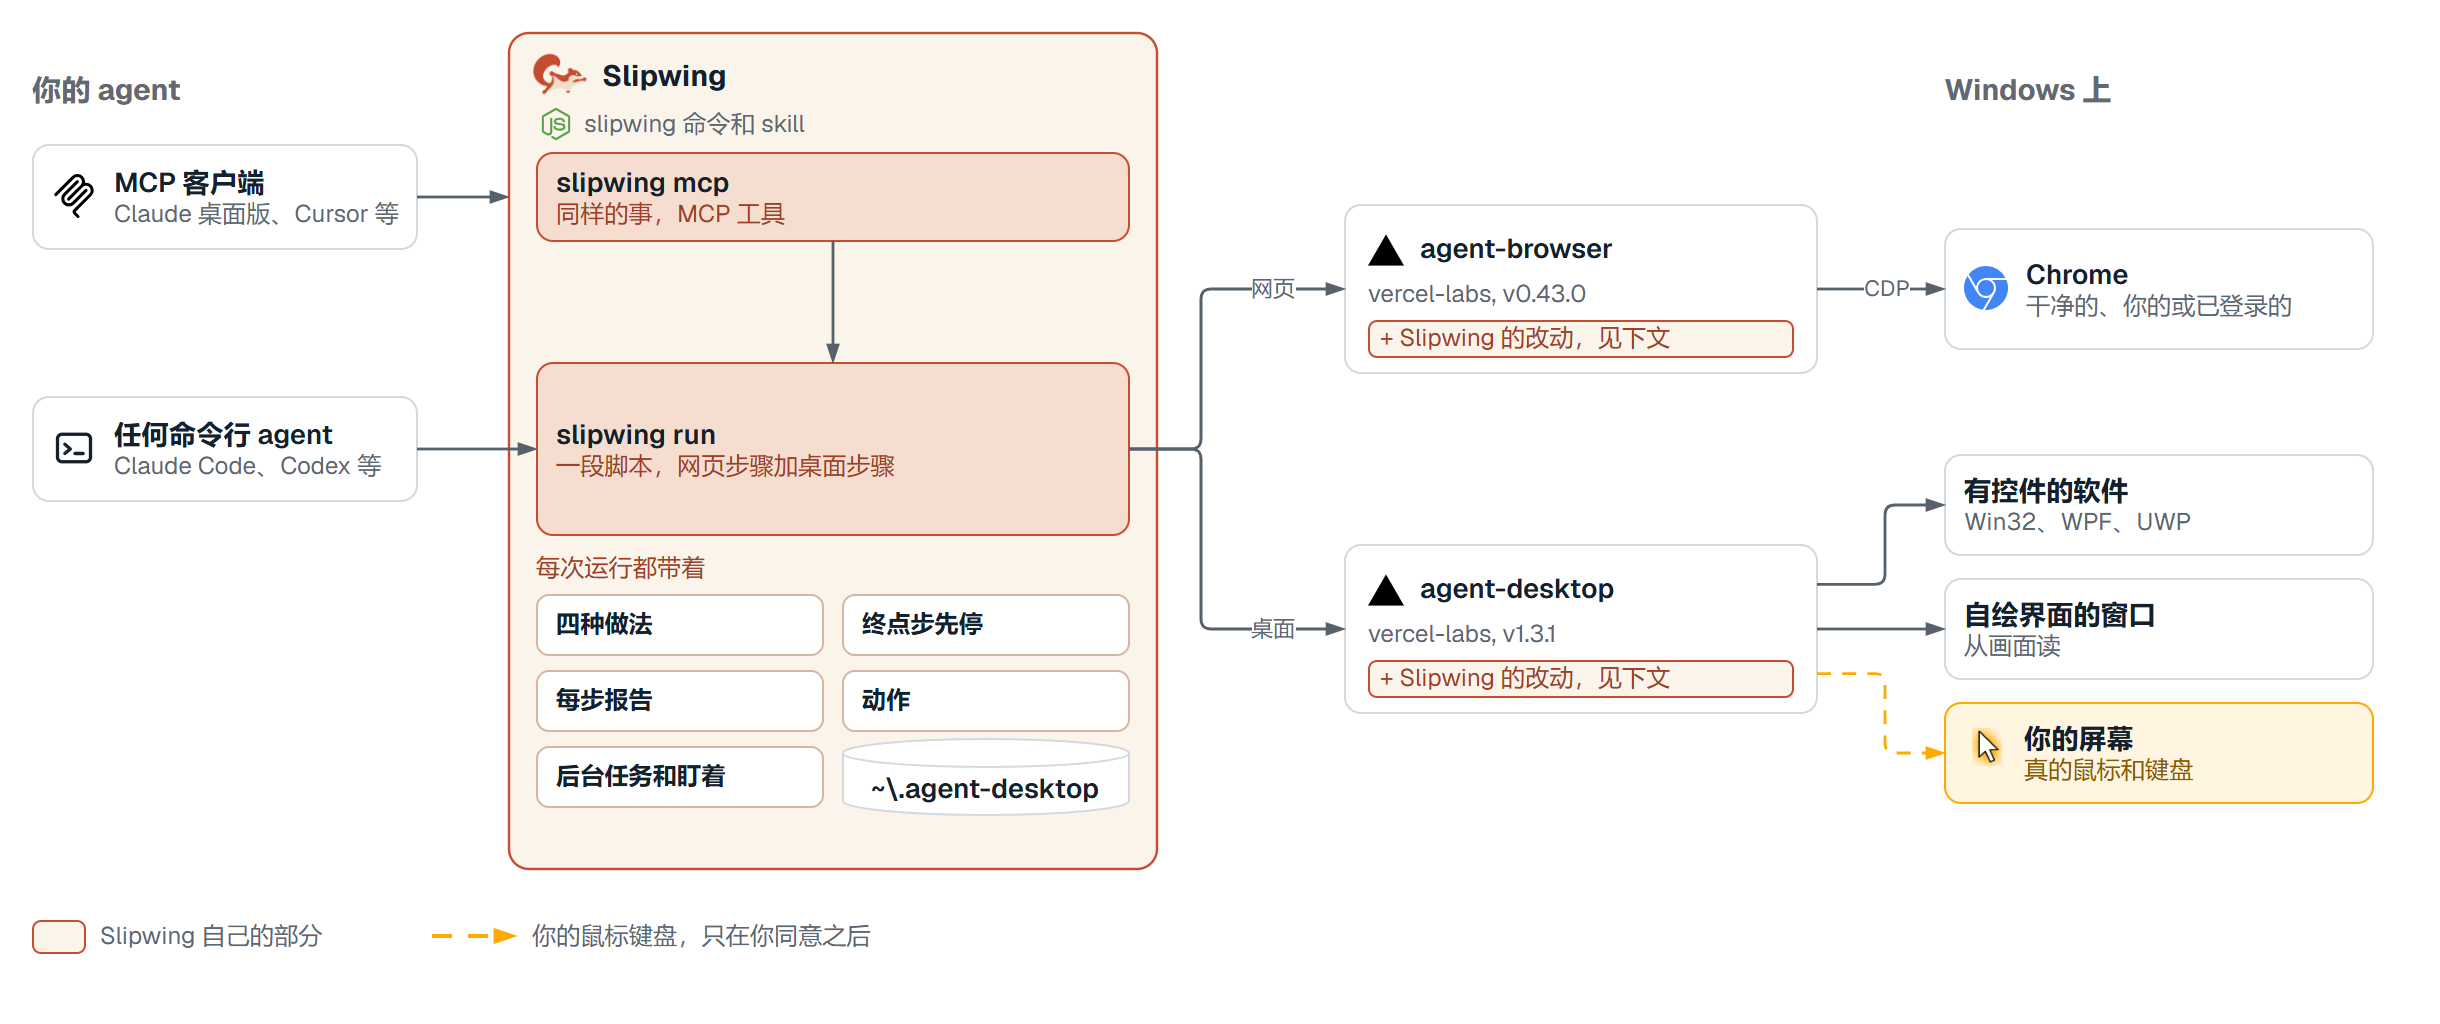 你的 agent
MCP 客户端
Claude 桌面版、Cursor 等
任何命令行 agent
Claude Code、Codex 等
Slipwing
JS
slipwing 命令和 skill
slipwing mcp
同样的事，MCP 工具
slipwing run
一段脚本，网页步骤加桌面步骤
每次运行都带着
四种做法
终点步先停
每步报告
动作
后台任务和盯着
~\.agent-desktop
网页
桌面
agent-browser
vercel-labs, v0.43.0
+ Slipwing 的改动，见下文
agent-desktop
vercel-labs, v1.3.1
+ Slipwing 的改动，见下文
CDP
Windows 上
Chrome
干净的、你的或已登录的
有控件的软件
Win32、WPF、UWP
自绘界面的窗口
从画面读
你的屏幕
真的鼠标和键盘
Slipwing 自己的部分
你的鼠标键盘，只在你同意之后